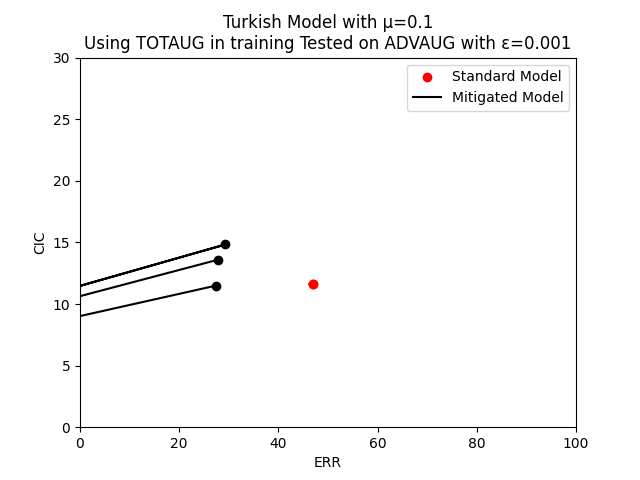 Turkish Model with μ=0.1
Using TOTAUG in training Tested on ADVAUG with ε=0.001
Standard Model
Mitigated Model
30
25
20
15
10
5
0
CIC
0 20 40 60 80 100
ERR